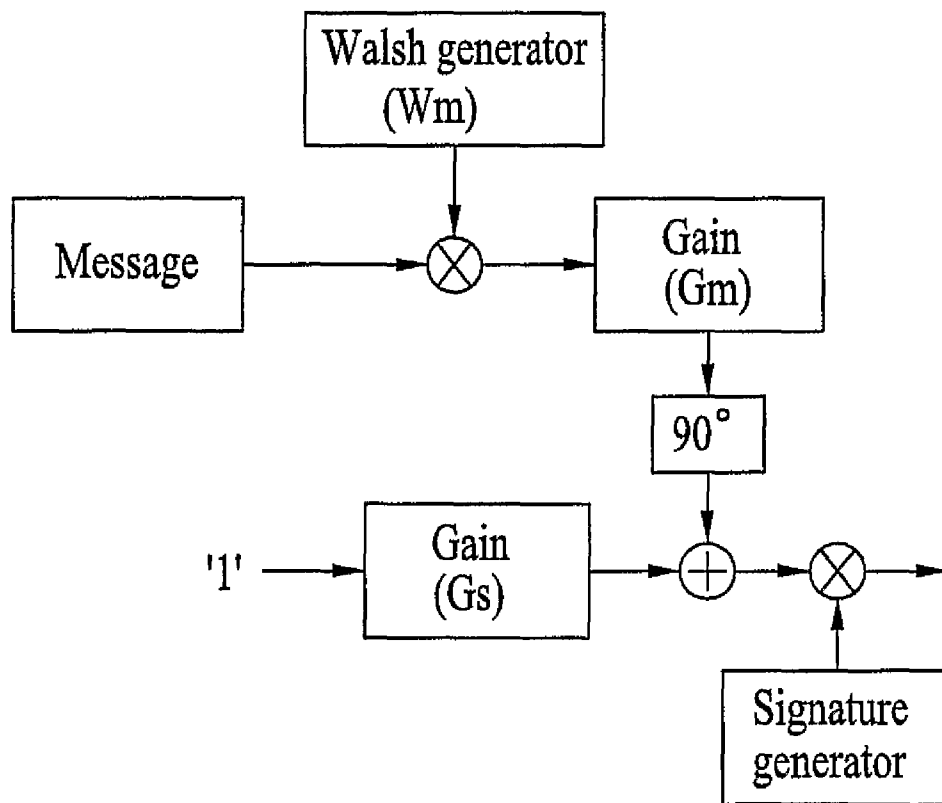 Walsh generator
(Wm)
Message
Gain
(Gm)
90°
'1'
Gain
(Gs)
Signature
generator